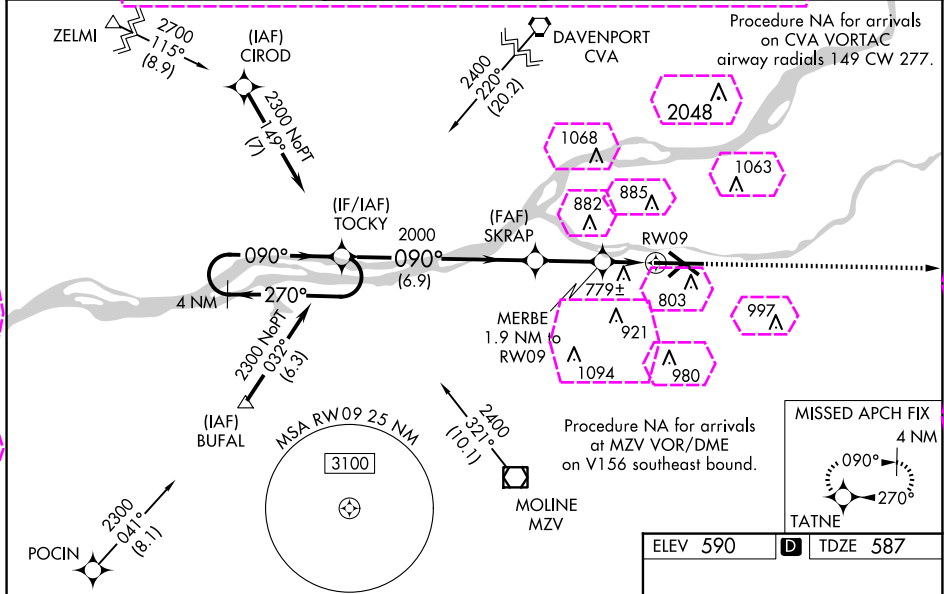 ZELMI
2700
115°
(8.9)
(IAF)
CIROD
2300 NoPT
149°
(7)
DAVENPORT
CVA
2400
220°
(20.2)
Procedure NA for arrivals
on CVA VORTAC
airway radials 149 CW 277.
2048
1068
1063
885
882
(IF/IAF)
TOCKY
(FAF)
SKRAP
RW09
090°
2000
090°
(6.9)
270°
4 NM
779±
803
MERBE
1.9 NM to
RW09
921
997
1094
980
2300 NoPT
032°
(6.3)
(IAF)
BUFAL
MSA RW09 25 NM
3100
2400
321°
(10.1)
MOLINE
MZV
Procedure NA for arrivals
at MZV VOR/DME
on V156 southeast bound.
MISSED APCH FIX
4 NM
090°
270°
TATNE
POCIN
2300
041°
(8.1)
ELEV 590
D
TDZE 587